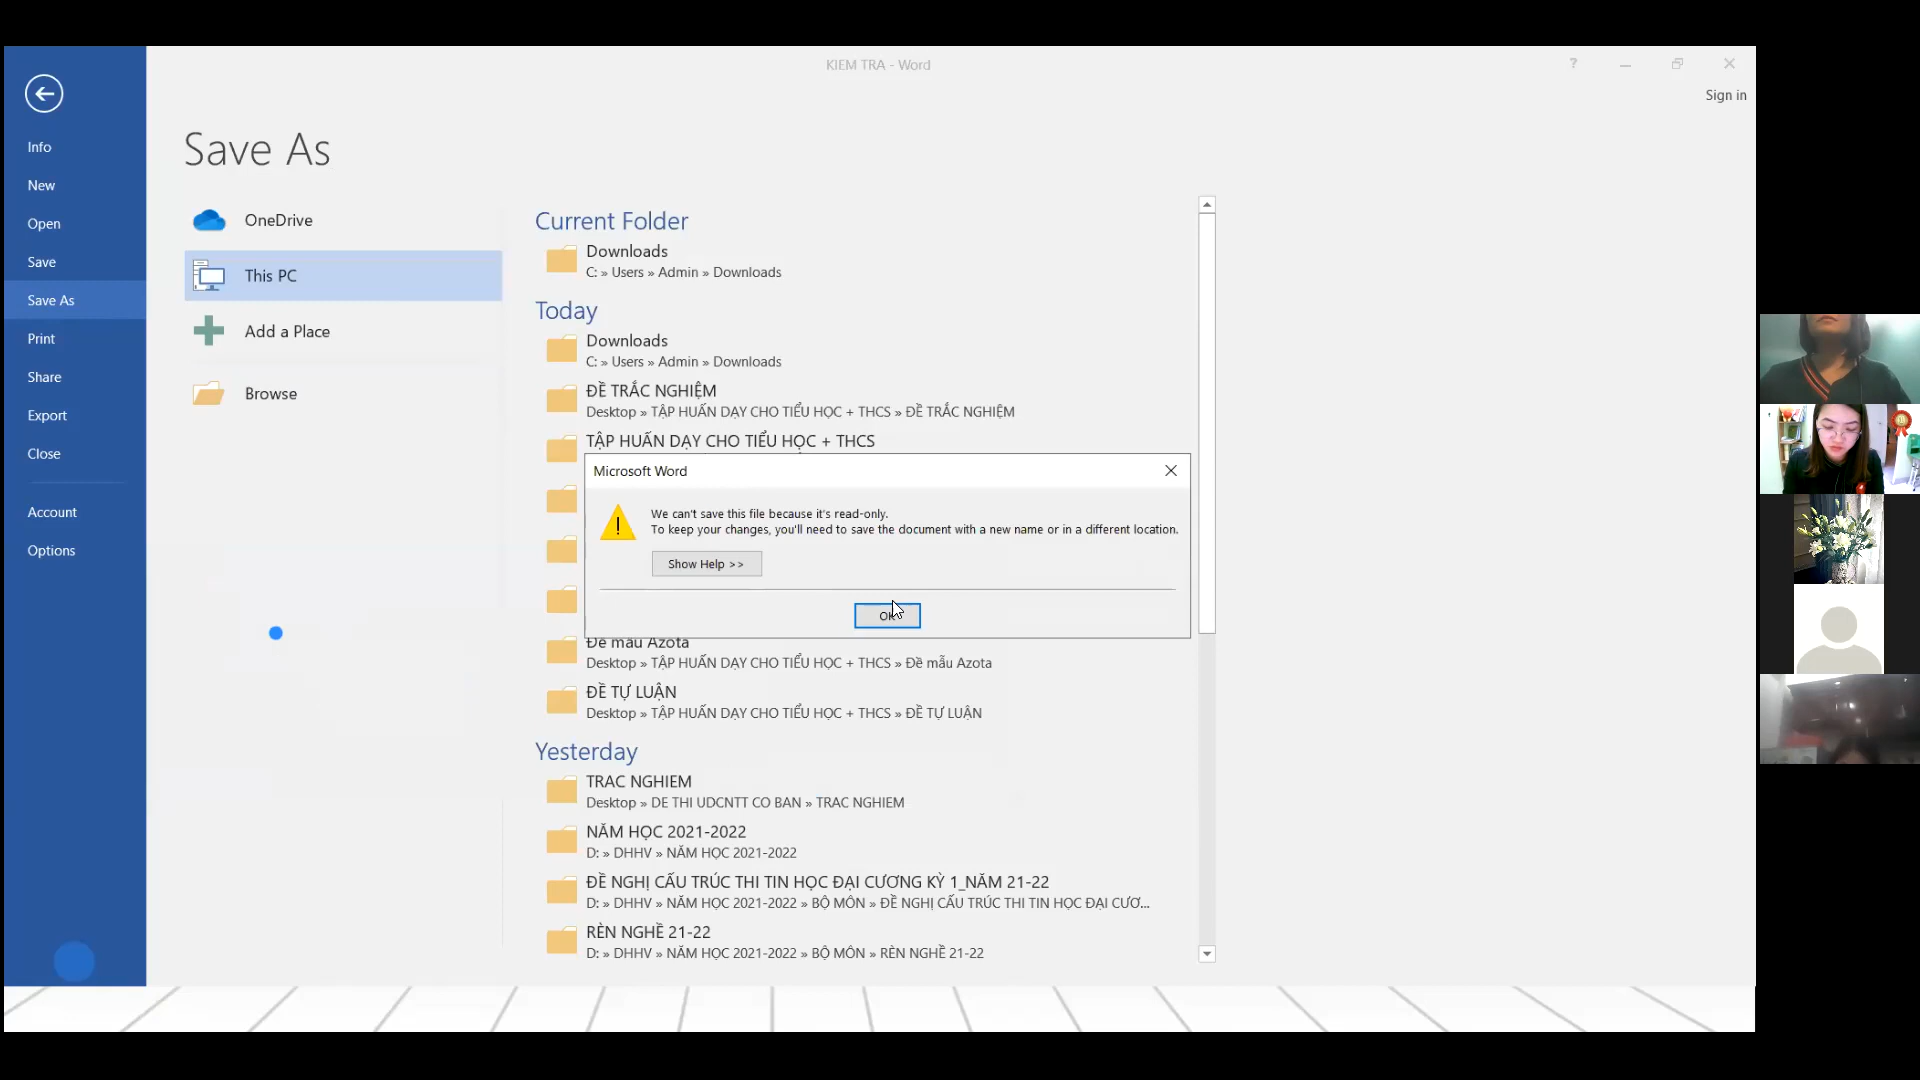 KIEM TRA - Word
?
Sign in
Info
New
Open
Save
Save As
Print
Share
Export
Close
Account
Options
Save As
OneDrive
This PC
Add a Place
Browse
Current Folder
Downloads
C: » Users » Admin » Downloads
Today
Downloads
C: » Users » Admin » Downloads
ĐỀ TRẮC NGHIỆM
Desktop » TẬP HUẤN DẠY CHO TIỂU HỌC + THCS » ĐỀ TRẮC NGHIỆM
TẬP HUẤN DẠY CHO TIỂU HỌC + THCS
Microsoft Word
We can't save this file because it's read-only.
To keep your changes, you'll need to save the document with a new name or in a different location.
Show Help >>
OK
Đề mẫu Azota
Desktop » TẬP HUẤN DẠY CHO TIỂU HỌC + THCS » Đề mẫu Azota
ĐỀ TỰ LUẬN
Desktop » TẬP HUẤN DẠY CHO TIỂU HỌC + THCS » ĐỀ TỰ LUẬN
Yesterday
TRAC NGHIEM
Desktop » DE THI UDCNTT CO BAN » TRAC NGHIEM
NĂM HỌC 2021-2022
D: » DHHV » NĂM HỌC 2021-2022
ĐỀ NGHỊ CẤU TRÚC THI TIN HỌC ĐẠI CƯƠNG KỲ 1_NĂM 21-22
D: » DHHV » NĂM HỌC 2021-2022 » BỘ MÔN » ĐỀ NGHỊ CẤU TRÚC THI TIN HỌC ĐẠI CƯƠ...
RÈN NGHỀ 21-22
D: » DHHV » NĂM HỌC 2021-2022 » BỘ MÔN » RÈN NGHỀ 21-22